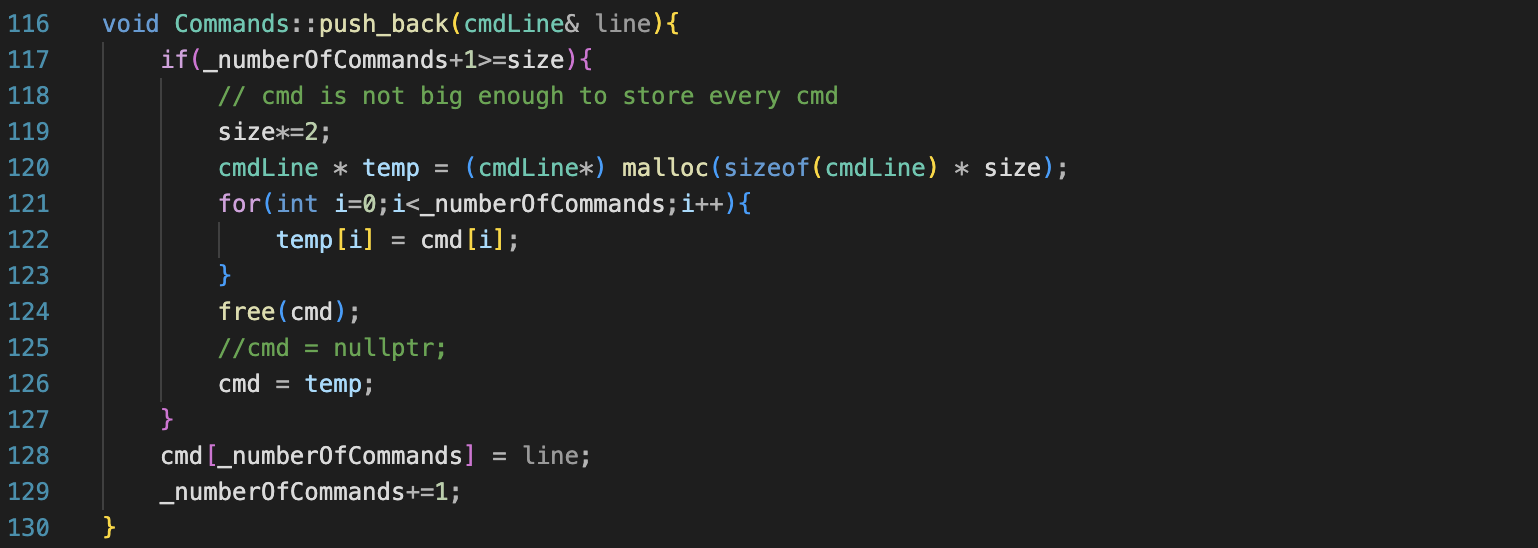 116 void Commands::push_back(cmdLine& line){
117     if(_numberOfCommands+1>=size){
118         // cmd is not big enough to store every cmd
119         size*=2;
120         cmdLine * temp = (cmdLine*) malloc(sizeof(cmdLine) * size);
121         for(int i=0;i<_numberOfCommands;i++){
122             temp[i] = cmd[i];
123         }
124         free(cmd);
125         //cmd = nullptr;
126         cmd = temp;
127     }
128     cmd[_numberOfCommands] = line;
129     _numberOfCommands+=1;
130 }